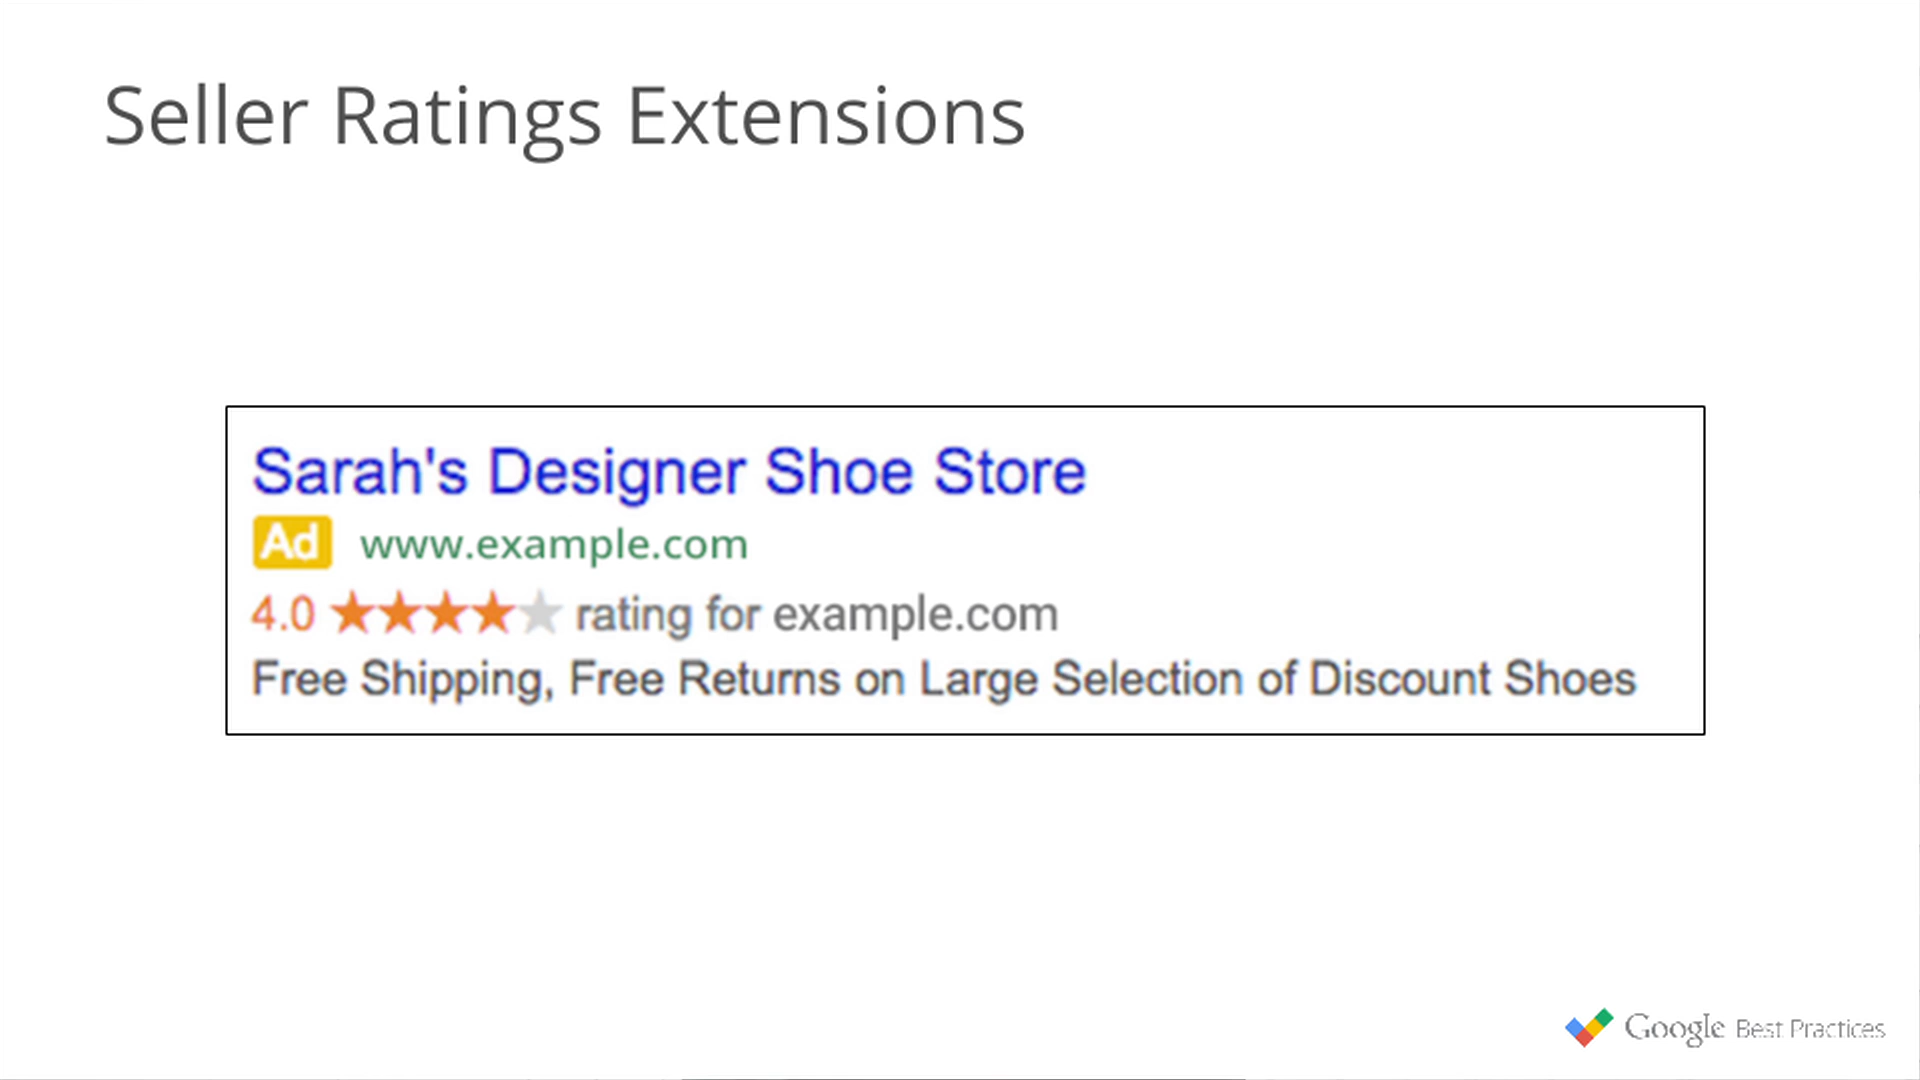 Seller Ratings Extensions
Sarah's Designer Shoe Store
Ad www.example.com
4.0 rating for example.com
Free Shipping, Free Returns on Large Selection of Discount Shoes
Google Best Practices